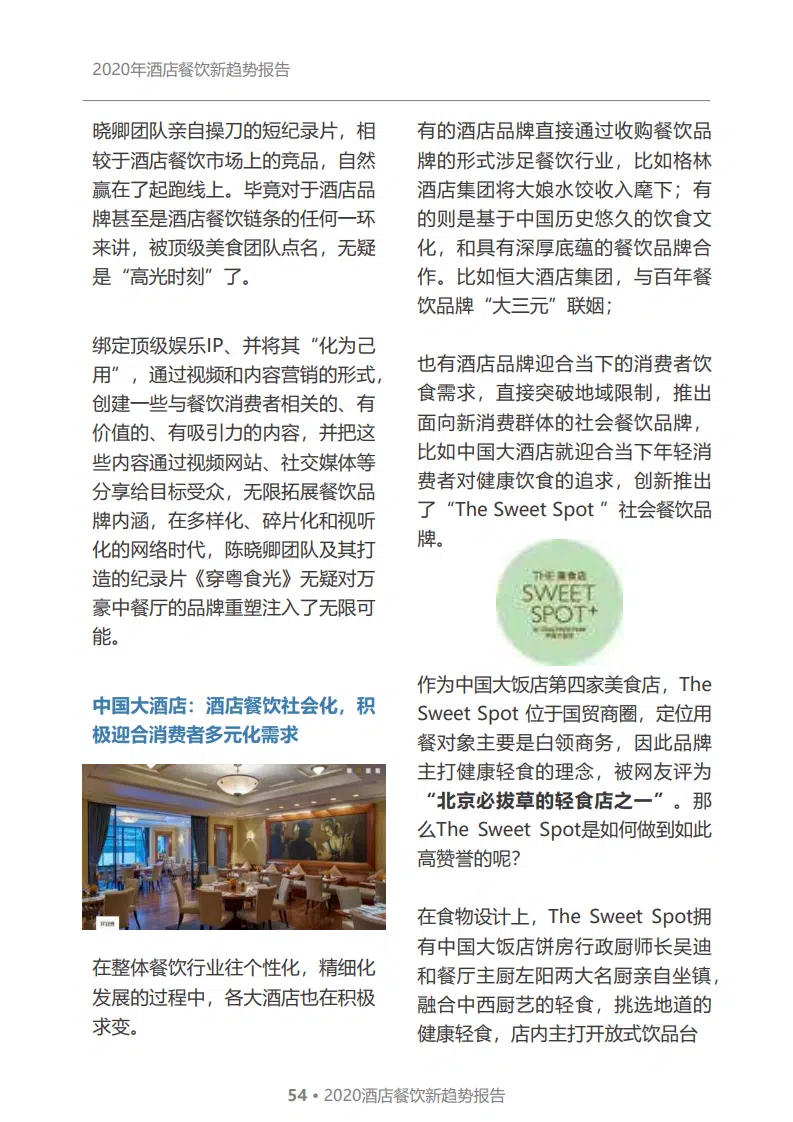 2020年酒店餐饮新趋势报告
晓卿团队亲自操刀的短纪录片，相
较于酒店餐饮市场上的竞品，自然
赢在了起跑线上。毕竟对于酒店品
牌甚至是酒店餐饮链条的任何一环
来讲，被顶级美食团队点名，无疑
是“高光时刻”了。
绑定顶级娱乐IP、并将其“化为己
用”，通过视频和内容营销的形式，
创建一些与餐饮消费者相关的、有
价值的、有吸引力的内容，并把这
些内容通过视频网站、社交媒体等
分享给目标受众，无限拓展餐饮品
牌内涵，在多样化、碎片化和视听
化的网络时代，陈晓卿团队及其打
造的纪录片《穿粤食光》无疑对万
豪中餐厅的品牌重塑注入了无限可
能。
中国大酒店：酒店餐饮社会化，积
极迎合消费者多元化需求
在整体餐饮行业往个性化，精细化
发展的过程中，各大酒店也在积极
求变。
有的酒店品牌直接通过收购餐饮品
牌的形式涉足餐饮行业，比如格林
酒店集团将大娘水饺收入麾下；有
的则是基于中国历史悠久的饮食文
化，和具有深厚底蕴的餐饮品牌合
作。比如恒大酒店集团，与百年餐
饮品牌“大三元”联姻；
也有酒店品牌迎合当下的消费者饮
食需求，直接突破地域限制，推出
面向新消费群体的社会餐饮品牌，
比如中国大酒店就迎合当下年轻消
费者对健康饮食的追求，创新推出
了“The Sweet Spot ”社会餐饮品
牌。
THE 美食店
SWEET
SPOT+
作为中国大饭店第四家美食店，The
Sweet Spot 位于国贸商圈，定位用
餐对象主要是白领商务，因此品牌
主打健康轻食的理念，被网友评为
“北京必拔草的轻食店之一”。那
么The Sweet Spot是如何做到如此
高赞誉的呢？
在食物设计上，The Sweet Spot拥
有中国大饭店饼房行政厨师长吴迪
和餐厅主厨左阳两大名厨亲自坐镇，
融合中西厨艺的轻食，挑选地道的
健康轻食，店内主打开放式饮品台
54 • 2020酒店餐饮新趋势报告